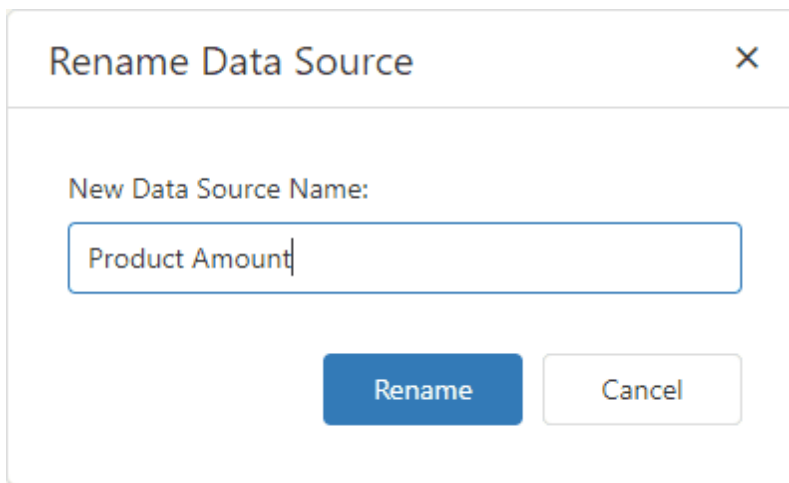 Rename Data Source
New Data Source Name:
Product Amount
Rename Cancel